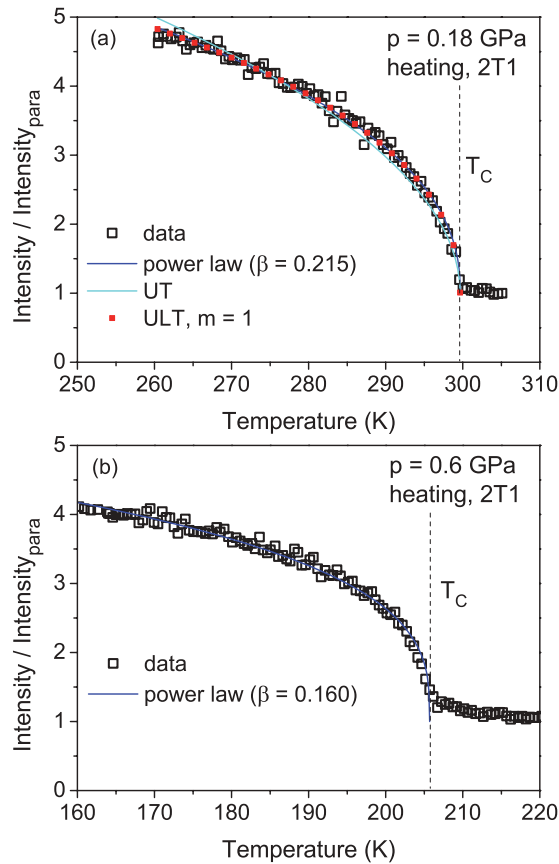 (a)
p = 0.18 GPa
heating, 2T1
T_C
data
power law (β = 0.215)
UT
ULT, m = 1
Intensity / Intensity_para
5
4
3
2
1
0
250 260 270 280 290 300 310
Temperature (K)
(b)
p = 0.6 GPa
heating, 2T1
T_C
data
power law (β = 0.160)
Intensity / Intensity_para
5
4
3
2
1
0
160 170 180 190 200 210 220
Temperature (K)